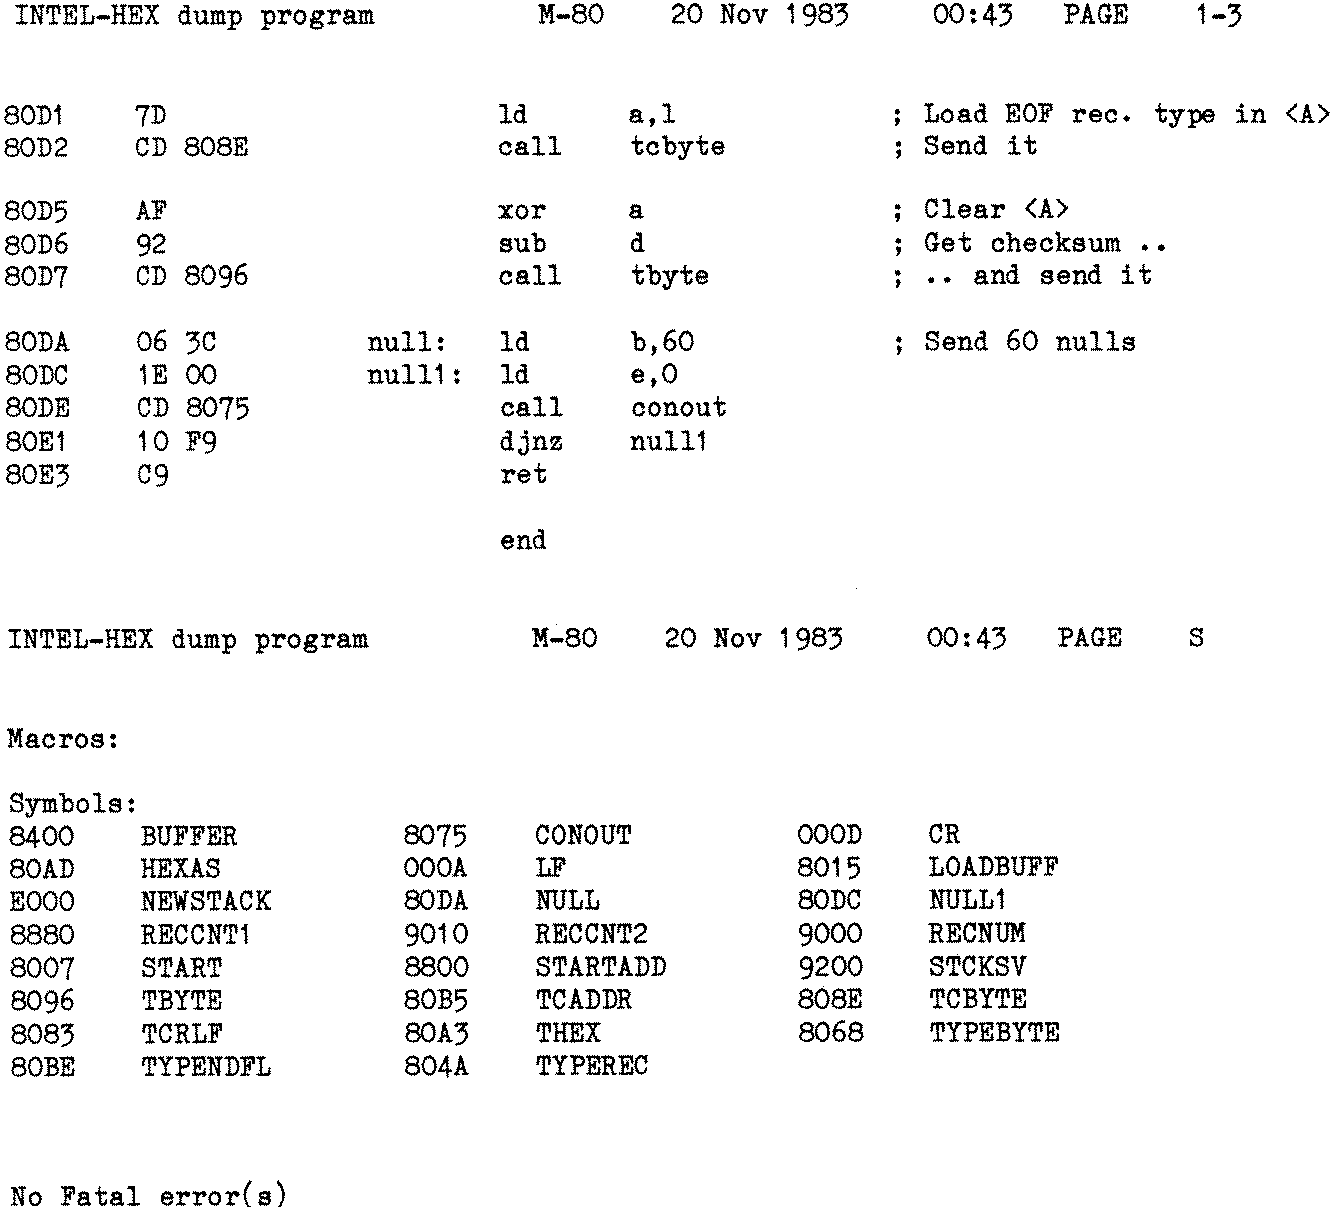 INTEL-HEX dump program M-80 20 Nov 1983 00:43 PAGE 1-3
80D1 7D ld a,l ; Load EOF rec. type in <A>
80D2 CD 808E call tcbyte ; Send it
80D5 AF xor a ; Clear <A>
80D6 92 sub d ; Get checksum ..
80D7 CD 8096 call tbyte ; .. and send it
80DA 06 3C null: ld b,60 ; Send 60 nulls
80DC 1E 00 null1: ld e,0
80DE CD 8075 call conout
80E1 10 F9 djnz null1
80E3 C9 ret
end
INTEL-HEX dump program M-80 20 Nov 1983 00:43 PAGE S
Macros:
Symbols:
8400 BUFFER 8075 CONOUT 000D CR
80AD HEXAS 000A LF 8015 LOADBUFF
E000 NEWSTACK 80DA NULL 80DC NULL1
8880 RECCNT1 9010 RECCNT2 9000 RECNUM
8007 START 8800 STARTADD 9200 STCKSV
8096 TBYTE 80B5 TCADDR 808E TCBYTE
8083 TCRLF 80A3 THEX 8068 TYPEBYTE
80BE TYPENDFL 804A TYPEREC
No Fatal error(s)